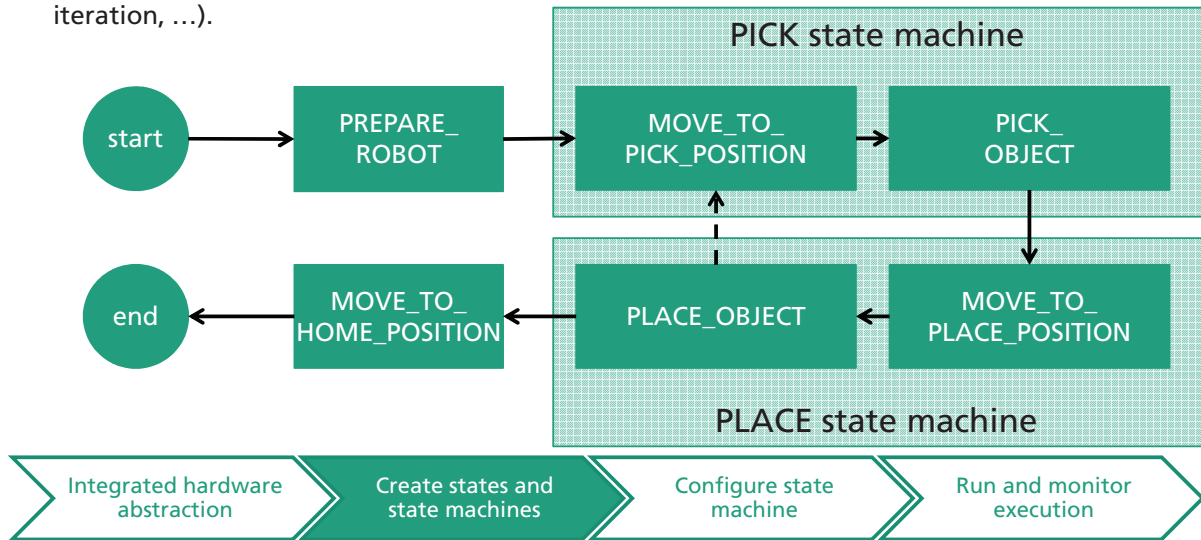 iteration, …).
PICK state machine
start
PREPARE_
ROBOT
MOVE_TO_
PICK_POSITION
PICK_
OBJECT
end
MOVE_TO_
HOME_POSITION
PLACE_OBJECT
MOVE_TO_
PLACE_POSITION
PLACE state machine
Integrated hardware
abstraction
Create states and
state machines
Configure state
machine
Run and monitor
execution